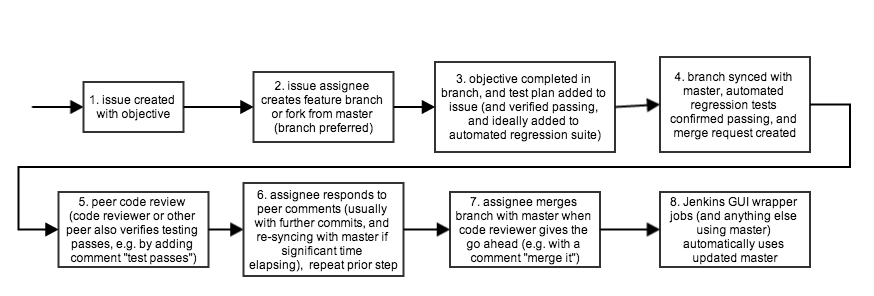 1. issue created
with objective
2. issue assignee
creates feature branch
or fork from master
(branch preferred)
3. objective completed in
branch, and test plan added to
issue (and verified passing,
and ideally added to
automated regression suite)
4. branch synced with
master, automated
regression tests
confirmed passing, and
merge request created
5. peer code review
(code reviewer or other
peer also verifies testing
passes, e.g. by adding
comment "test passes")
6. assignee responds to
peer comments (usually
with further commits, and
re-syncing with master if
significant time
elapsing), repeat prior step
7. assignee merges
branch with master when
code reviewer gives the
go ahead (e.g. with a
comment "merge it")
8. Jenkins GUI wrapper
jobs (and anything else
using master)
automatically uses
updated master